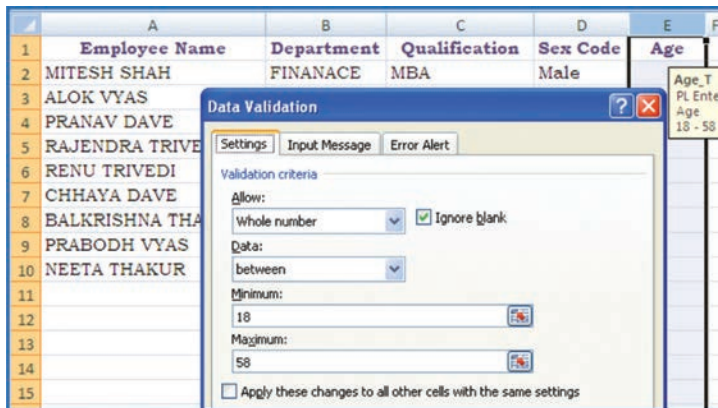 A B C D E F
1 Employee Name Department Qualification Sex Code Age
2 MITESH SHAH FINANACE MBA Male
3 ALOK VYAS
4 PRANAV DAVE
5 RAJENDRA TRIVE
6 RENU TRIVEDI
7 CHHAYA DAVE
8 BALKRISHNA THA
9 PRABODH VYAS
10 NEETA THAKUR
11
12
13
14
15
Age_T
PL Ente
Age
18 - 58
Data Validation
Settings Input Message Error Alert
Validation criteria
Allow:
Whole number Ignore blank
Data:
between
Minimum:
18
Maximum:
58
Apply these changes to all other cells with the same settings